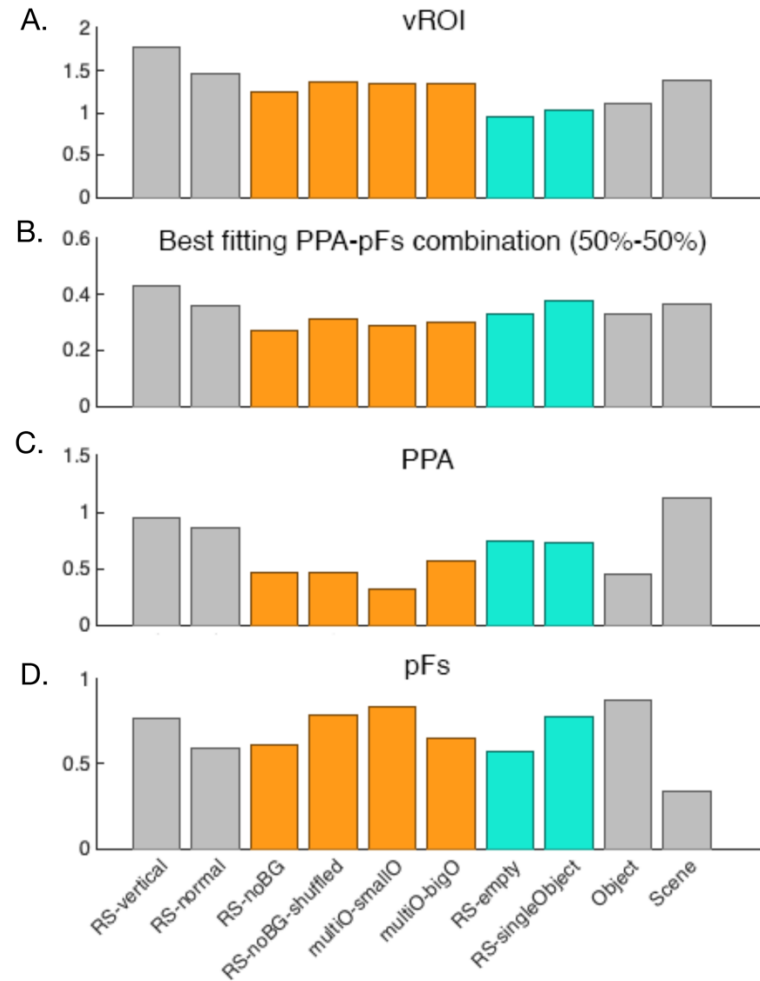 A.
vROI
2
1.5
1
0.5
0
B.
Best fitting PPA-pFs combination (50%-50%)
0.6
0.4
0.2
0
C.
PPA
1.5
1
0.5
0
D.
pFs
1
0.5
0
RS-vertical
RS-normal
RS-noBG
RS-noBG-shuffled
multiO-smallO
multiO-bigO
RS-empty
RS-singleObject
Object
Scene